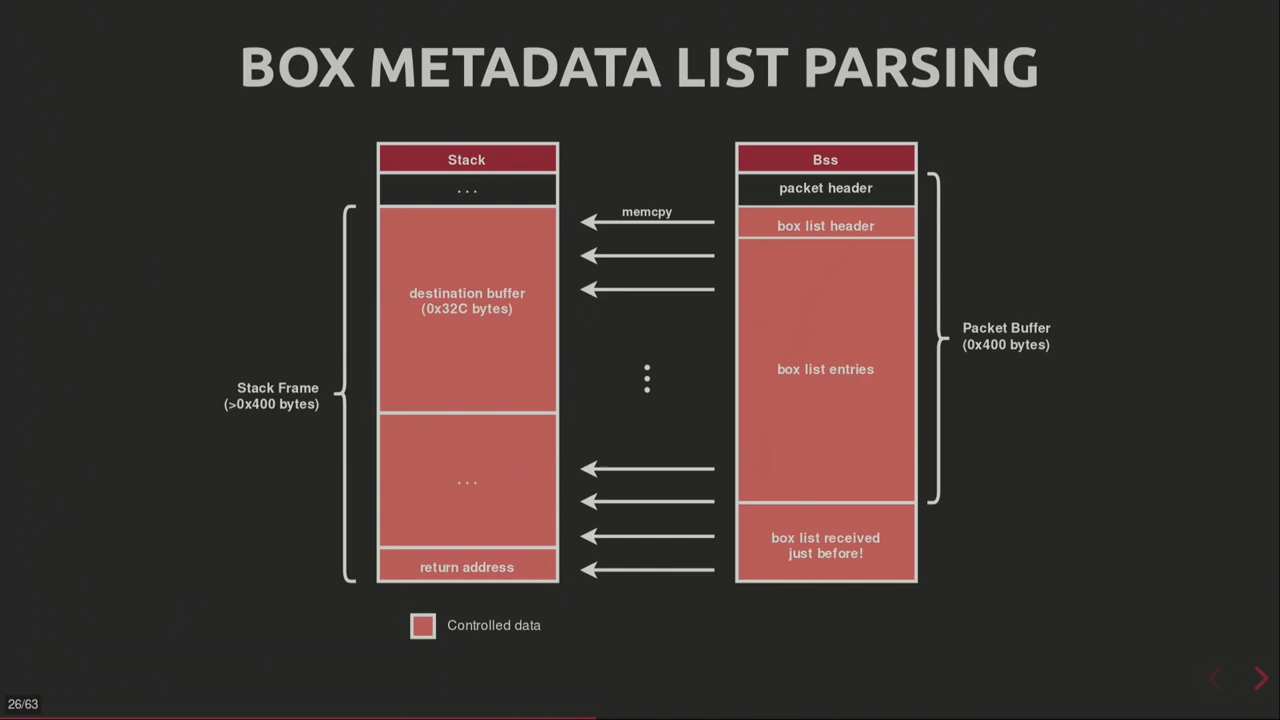 BOX METADATA LIST PARSING
Stack
Bss
...
packet header
memcpy
box list header
destination buffer
(0x32C bytes)
Packet Buffer
(0x400 bytes)
box list entries
Stack Frame
(>0x400 bytes)
...
box list received
just before!
return address
Controlled data
26/63